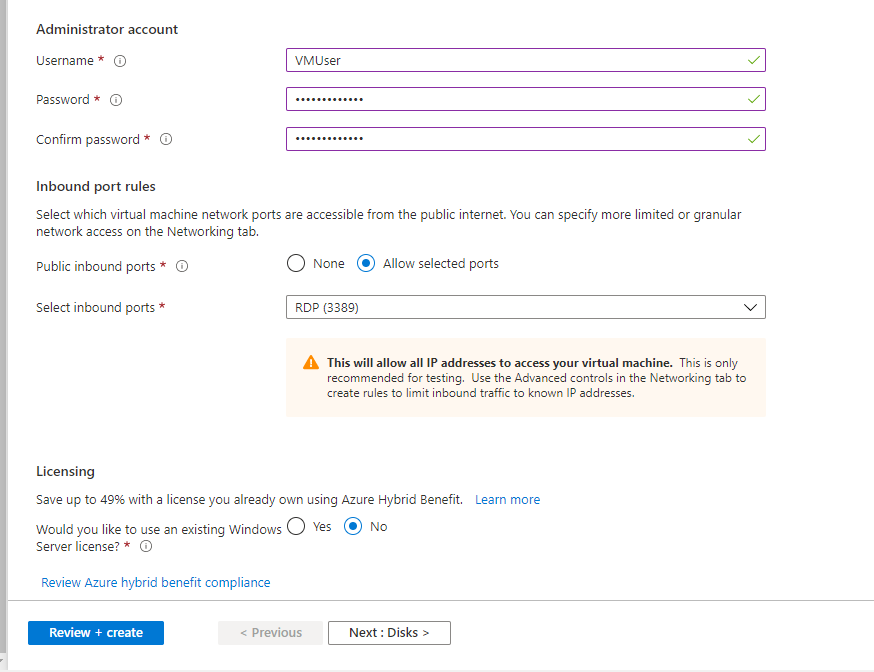 Administrator account
Username *
VMUser
Password *
•••••••••••••
Confirm password *
•••••••••••••
Inbound port rules
Select which virtual machine network ports are accessible from the public internet. You can specify more limited or granular
network access on the Networking tab.
Public inbound ports *
None
Allow selected ports
Select inbound ports *
RDP (3389)
This will allow all IP addresses to access your virtual machine. This is only
recommended for testing. Use the Advanced controls in the Networking tab to
create rules to limit inbound traffic to known IP addresses.
Licensing
Save up to 49% with a license you already own using Azure Hybrid Benefit. Learn more
Would you like to use an existing Windows
Server license? *
Yes
No
Review Azure hybrid benefit compliance
Review + create
< Previous
Next : Disks >